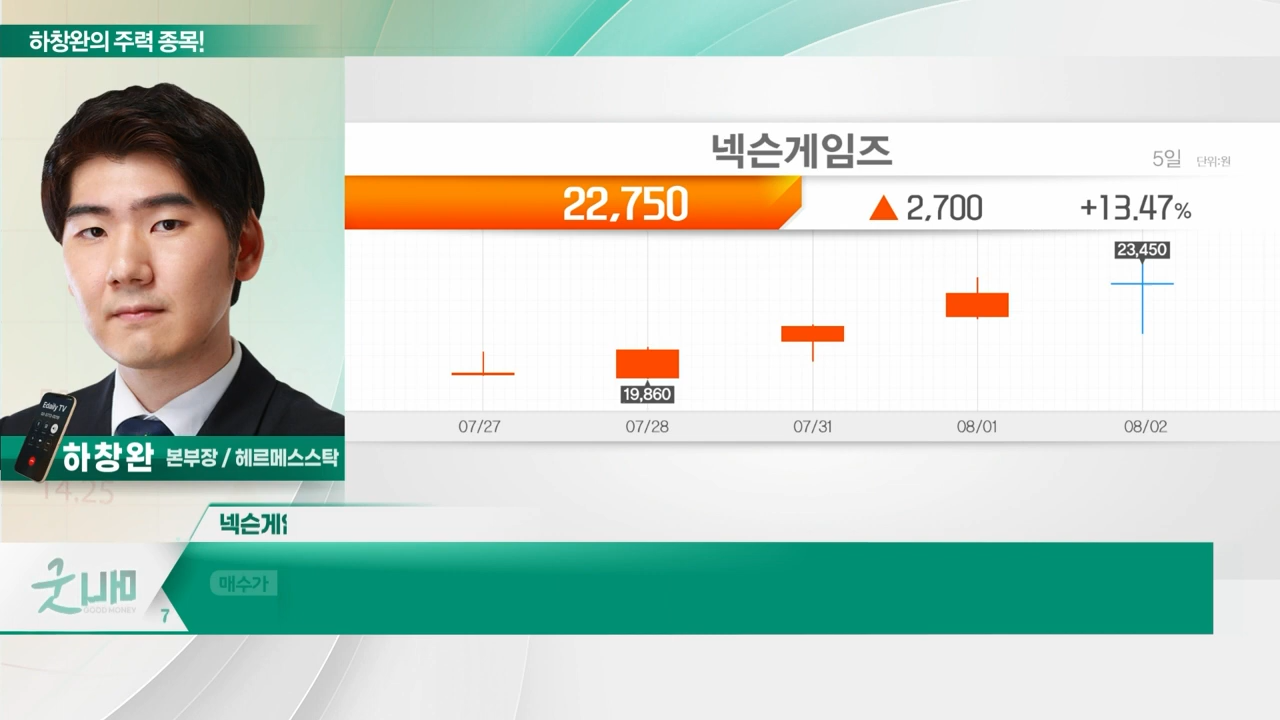 하창완의 주력 종목!
넥슨게임즈
5일 단위:원
22,750 ▲ 2,700 +13.47%
23,450
19,860
07/27 07/28 07/31 08/01 08/02
Edaily TV
하창완 본부장 / 헤르메스스탁
14.25
넥슨게
매수가
굿머니
GOOD MONEY
7